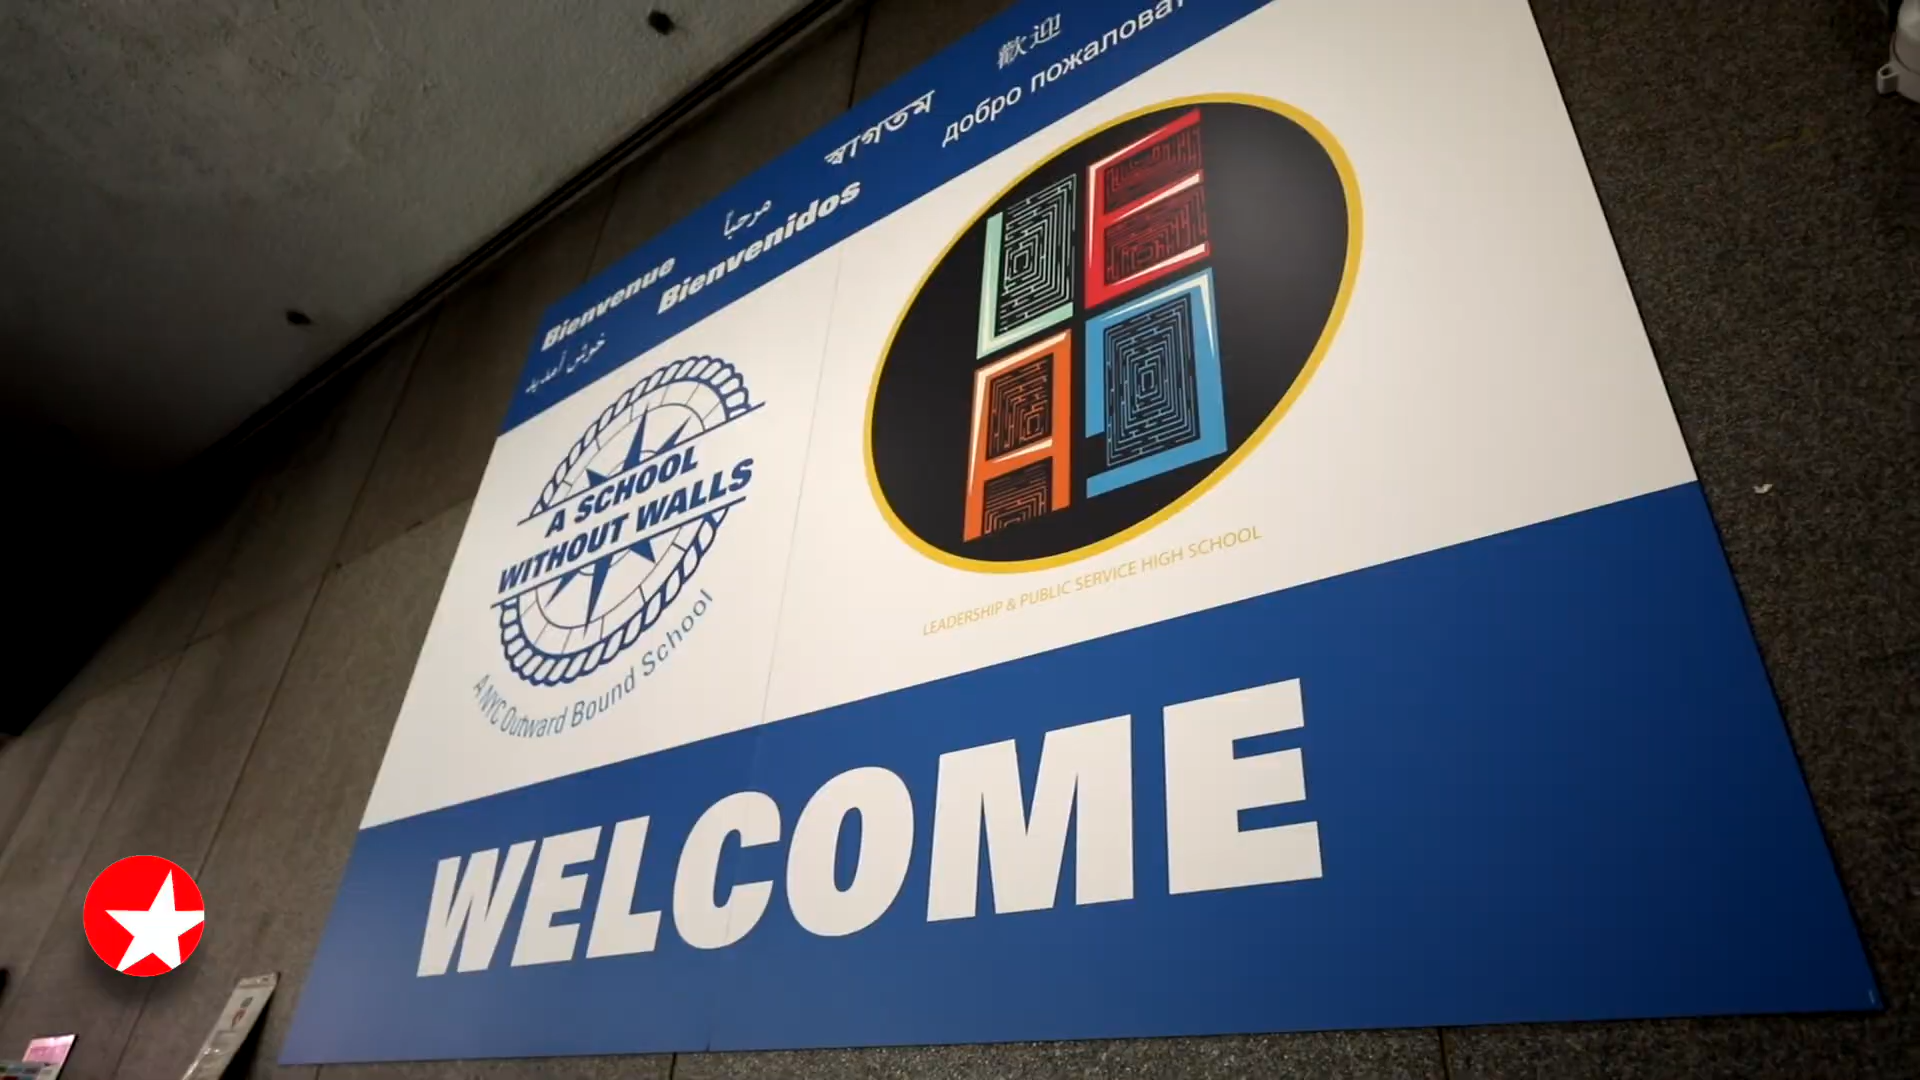 歡迎
добро пожаловат
স্বাগতম
مرحباً
Bienvenidos
Bienvenue
خوش آمدید
A SCHOOL
WITHOUT WALLS
A NYC Outward Bound School
LEADERSHIP & PUBLIC SERVICE HIGH SCHOOL
WELCOME